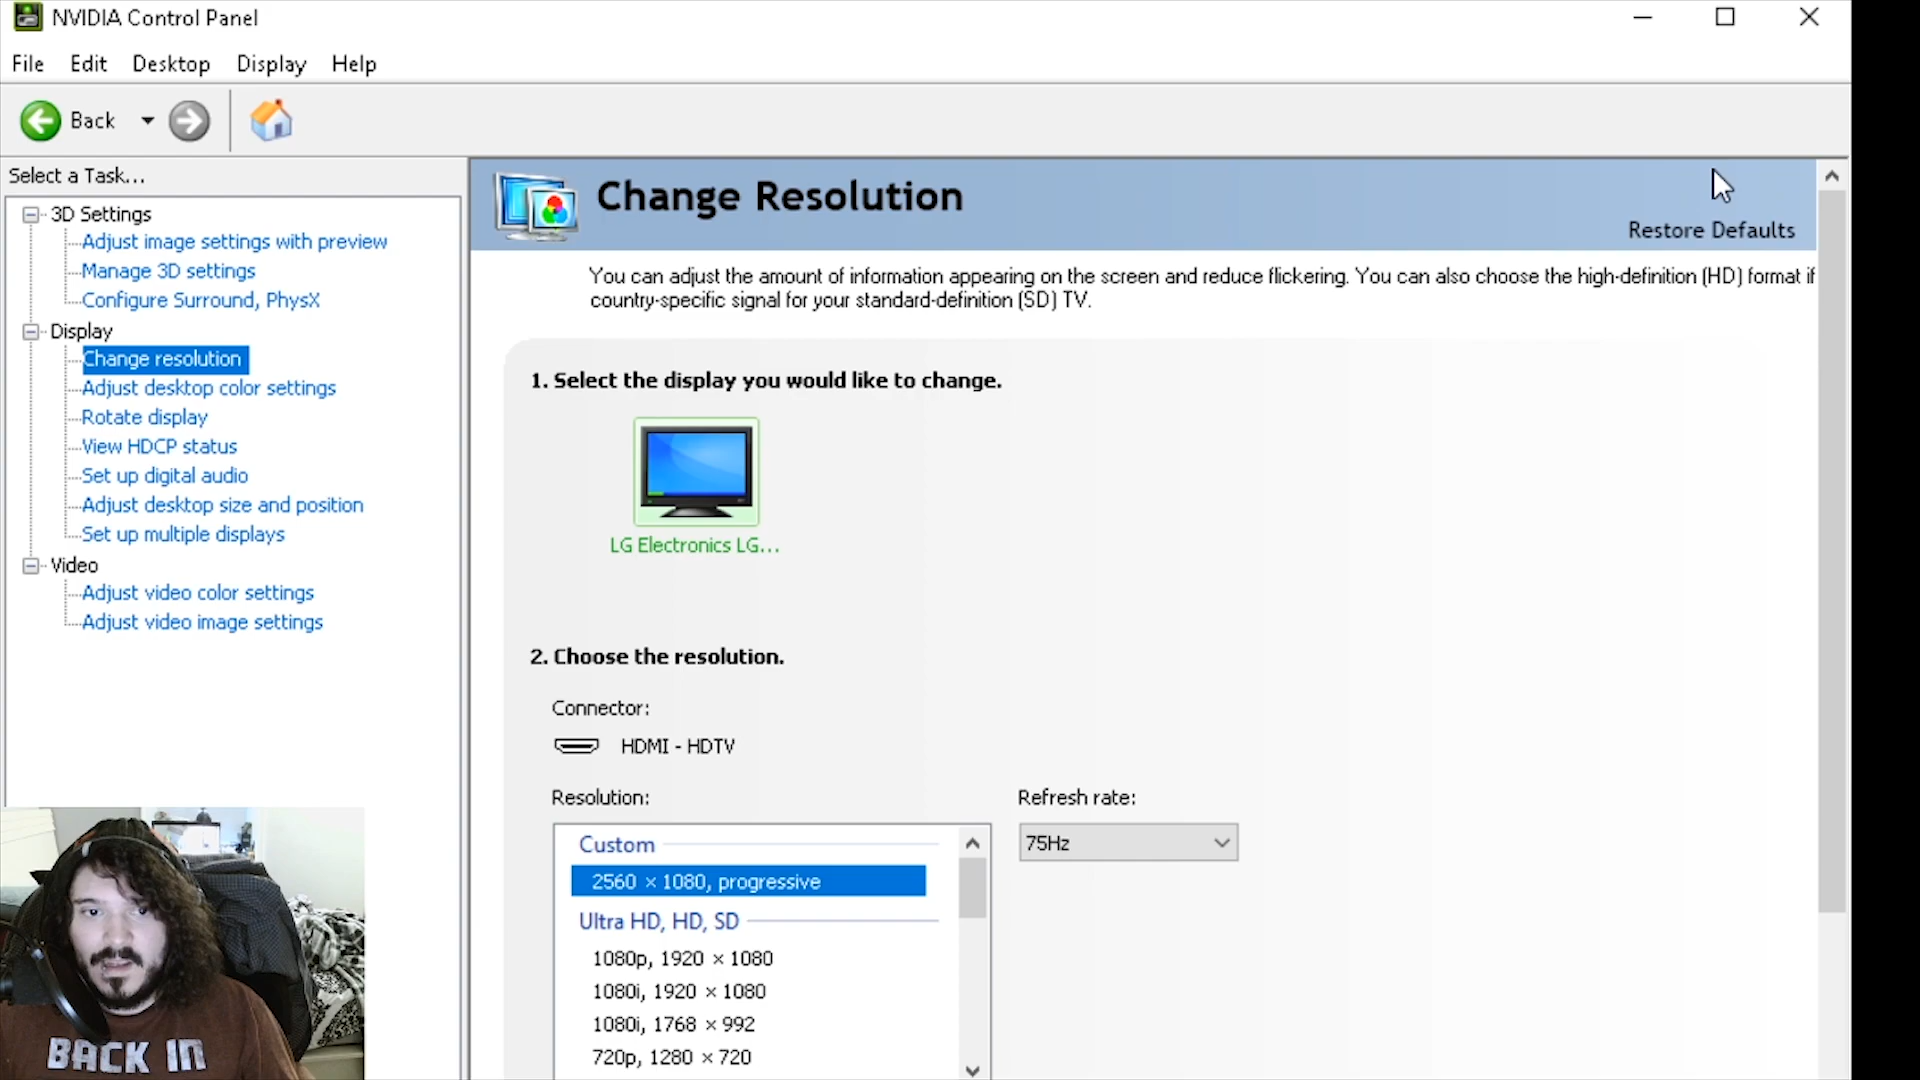 NVIDIA Control Panel
File Edit Desktop Display Help
Back
Select a Task...
3D Settings
Adjust image settings with preview
Manage 3D settings
Configure Surround, PhysX
Display
Change resolution
Adjust desktop color settings
Rotate display
View HDCP status
Set up digital audio
Adjust desktop size and position
Set up multiple displays
Video
Adjust video color settings
Adjust video image settings
Change Resolution
Restore Defaults
You can adjust the amount of information appearing on the screen and reduce flickering. You can also choose the high-definition (HD) format if
country-specific signal for your standard-definition (SD) TV.
1. Select the display you would like to change.
LG Electronics LG...
2. Choose the resolution.
Connector:
HDMI - HDTV
Resolution:
Refresh rate:
Custom
75Hz
2560 × 1080, progressive
Ultra HD, HD, SD
1080p, 1920 × 1080
1080i, 1920 × 1080
1080i, 1768 × 992
720p, 1280 × 720
BACK IN